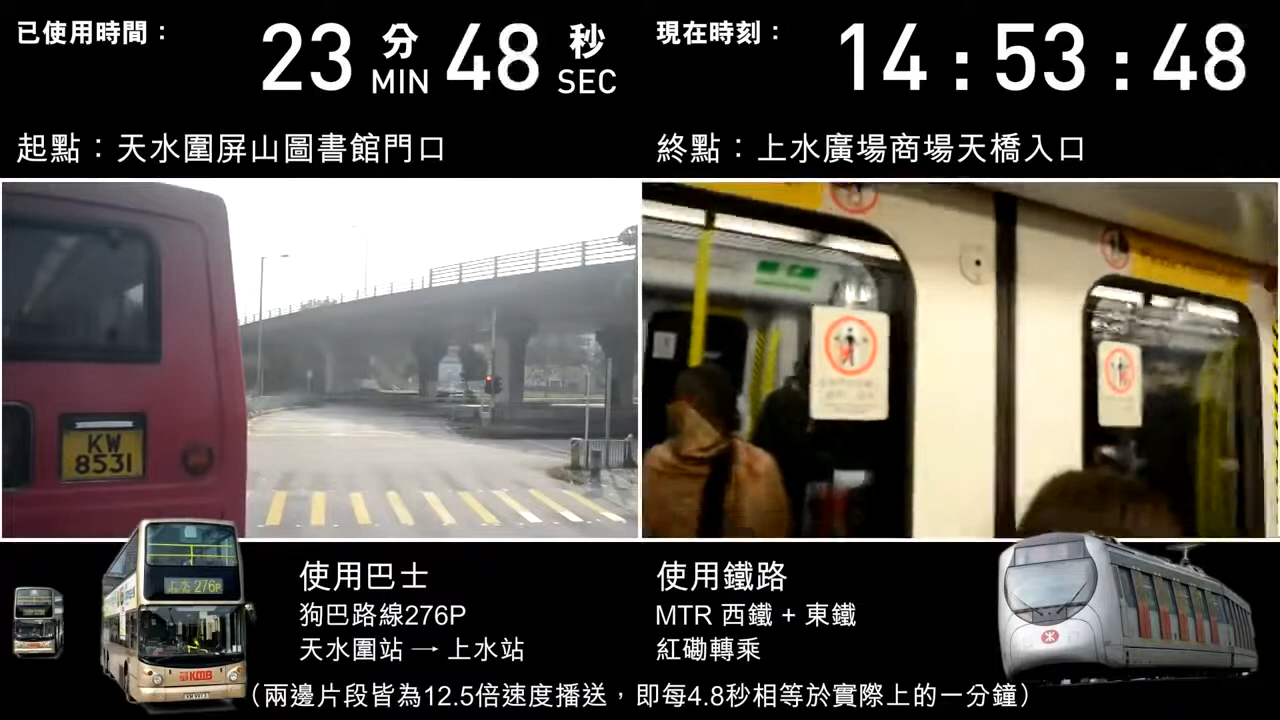 已使用時間：
23 分 48 秒
MIN SEC
現在時刻：
14:53:48
起點：天水圍屏山圖書館門口
終點：上水廣場商場天橋入口
KW
8531
上水 276P
KMB
使用巴士
狗巴路線276P
天水圍站 → 上水站
使用鐵路
MTR 西鐵 + 東鐵
紅磡轉乘
（兩邊片段皆為12.5倍速度播送，即每4.8秒相等於實際上的一分鐘）